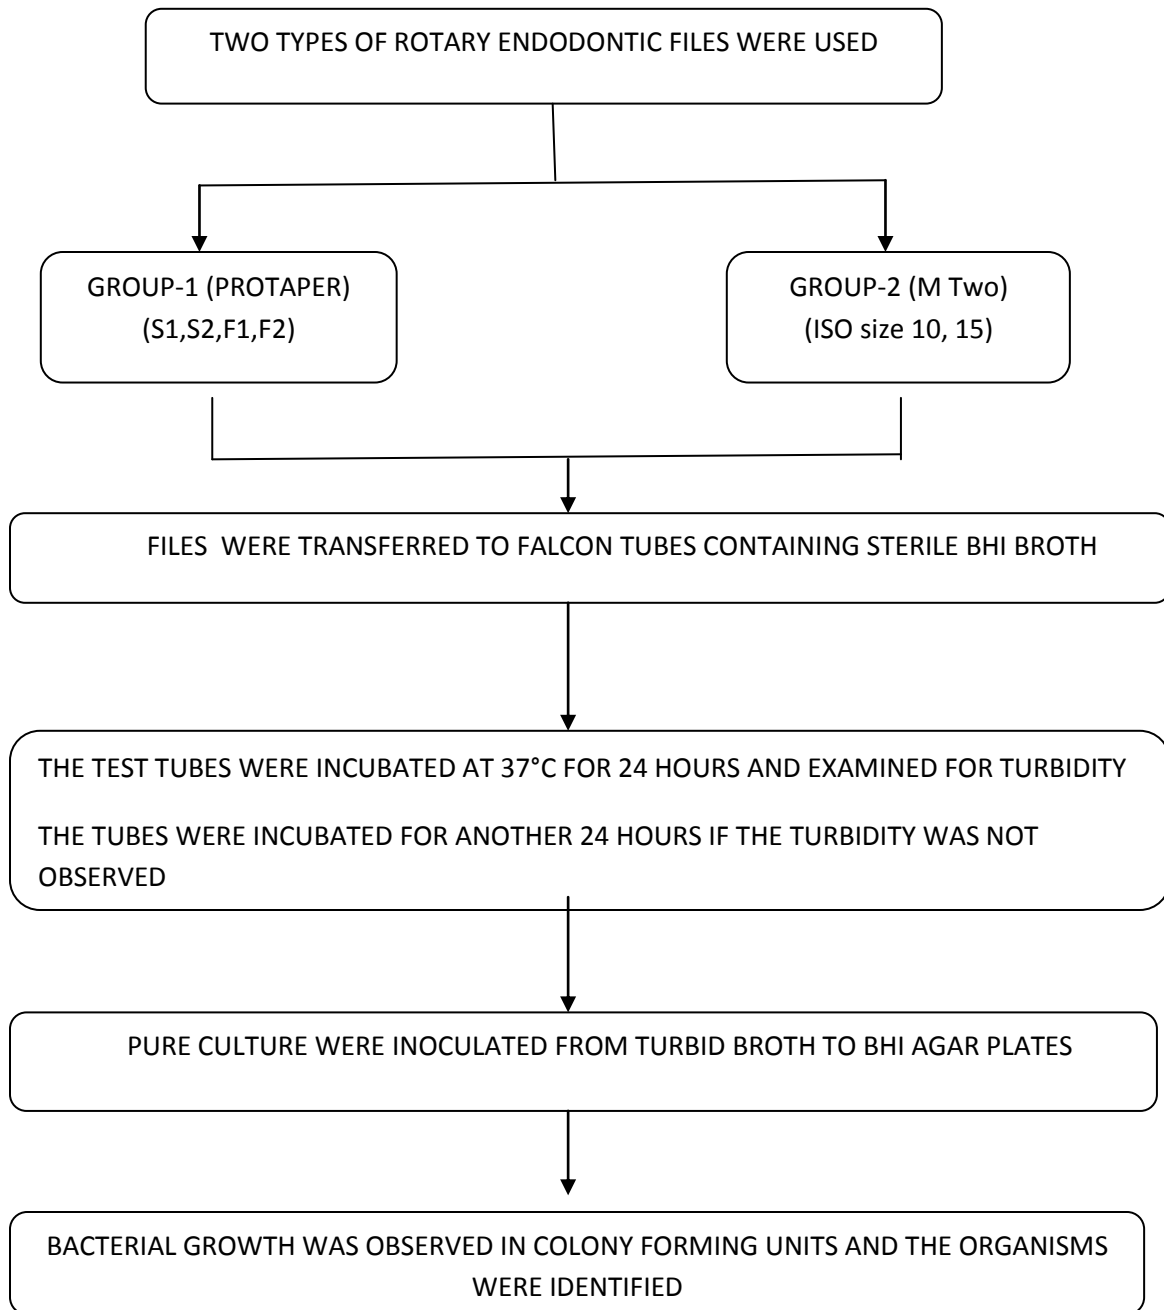 TWO TYPES OF ROTARY ENDODONTIC FILES WERE USED
GROUP-1 (PROTAPER)
(S1,S2,F1,F2)
GROUP-2 (M Two)
(ISO size 10, 15)
FILES  WERE TRANSFERRED TO FALCON TUBES CONTAINING STERILE BHI BROTH
THE TEST TUBES WERE INCUBATED AT 37°C FOR 24 HOURS AND EXAMINED FOR TURBIDITY
THE TUBES WERE INCUBATED FOR ANOTHER 24 HOURS IF THE TURBIDITY WAS NOT
OBSERVED
PURE CULTURE WERE INOCULATED FROM TURBID BROTH TO BHI AGAR PLATES
BACTERIAL GROWTH WAS OBSERVED IN COLONY FORMING UNITS AND THE ORGANISMS
WERE IDENTIFIED